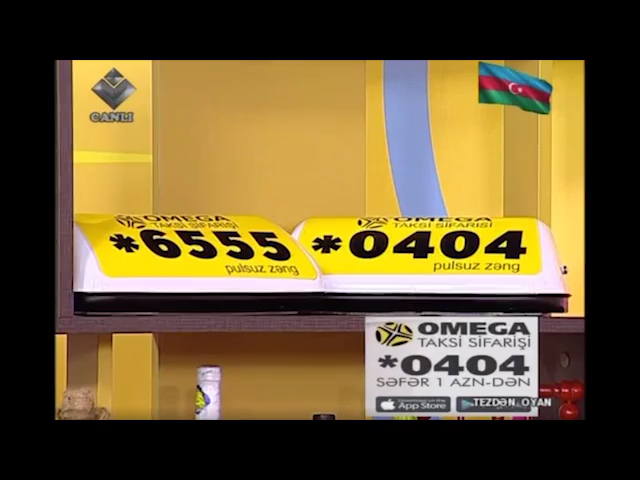 CANLI
OMEGA
TAKSİ SİFARİŞİ
*6555
pulsuz zəng
OMEGA
TAKSİ SİFARİSİ
*0404
pulsuz zəng
OMEGA
TAKSİ SİFARİŞİ
*0404
SƏFƏR 1 AZN-DƏN
App Store
TEZDƏN OYAN